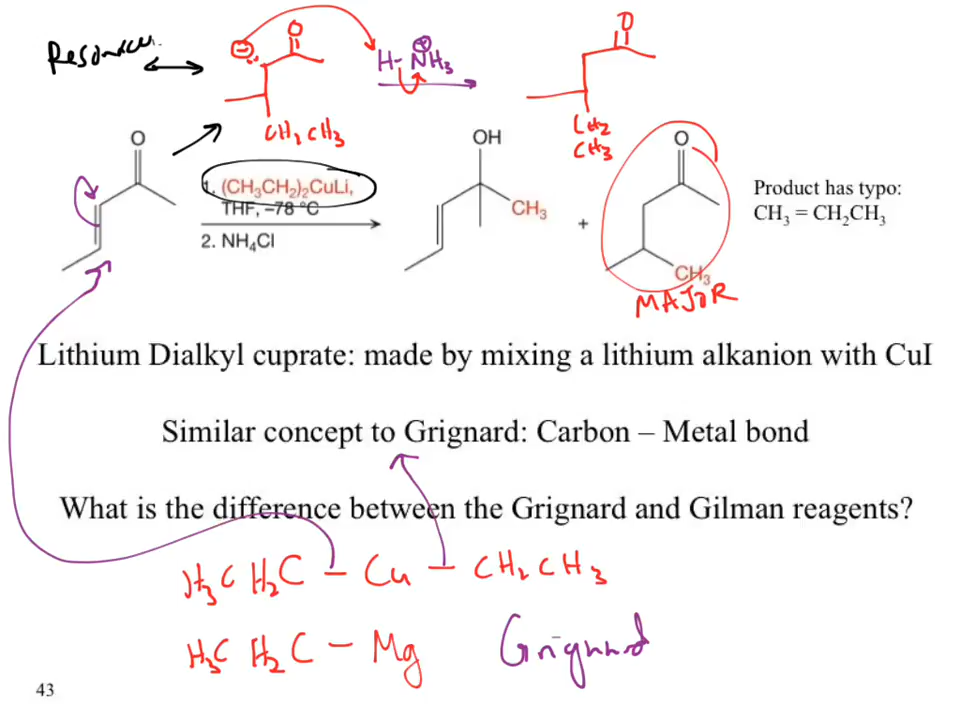 Resonance
O
H-NH3
O
CH2CH3
CH2
CH3
O
1. (CH3CH2)2CuLi,
THF, –78 °C
2. NH4Cl
OH
CH3
+
O
CH3
MAJOR
Product has typo:
CH3 = CH2CH3
Lithium Dialkyl cuprate: made by mixing a lithium alkanion with CuI
Similar concept to Grignard: Carbon – Metal bond
What is the difference between the Grignard and Gilman reagents?
H3C H2C – Cu – CH2CH3
H3C H2C – Mg Grignard
43